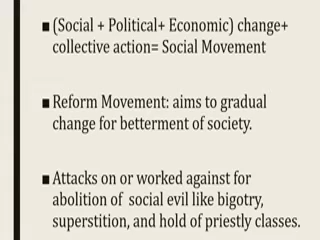 ▪(Social + Political+ Economic) change+
collective action= Social Movement
▪Reform Movement: aims to gradual
change for betterment of society.
▪Attacks on or worked against for
abolition of social evil like bigotry,
superstition, and hold of priestly classes.